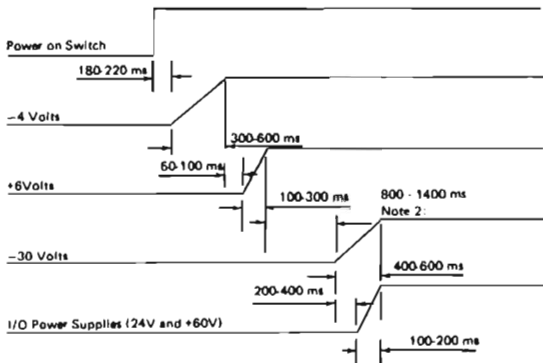 Power on Switch
180-220 ms
-4 Volts
300-600 ms
60-100 ms
+6Volts
100-300 ms
800 - 1400 ms
Note 2:
-30 Volts
400-600 ms
200-400 ms
I/O Power Supplies (24V and +60V)
100-200 ms